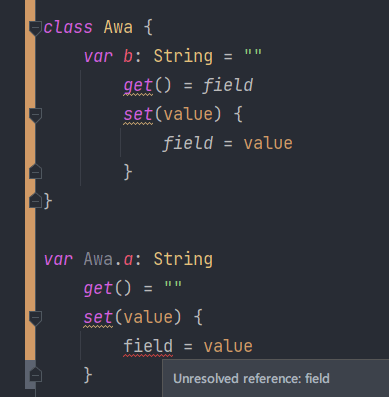 class Awa {
    var b: String = ""
        get() = field
        set(value) {
            field = value
        }
}

var Awa.a: String
    get() = ""
    set(value) {
        field = value
    }
Unresolved reference: field